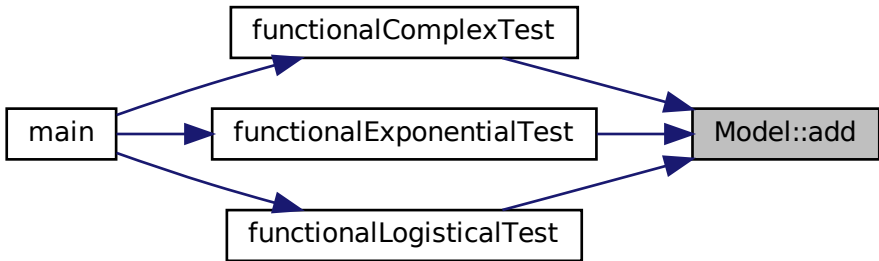 functionalComplexTest
main
functionalExponentialTest
Model::add
functionalLogisticalTest